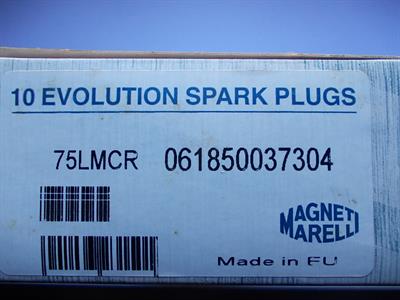 10 EVOLUTION SPARK PLUGS
75LMCR 061850037304
MAGNETI
MARELLI
Made in EU